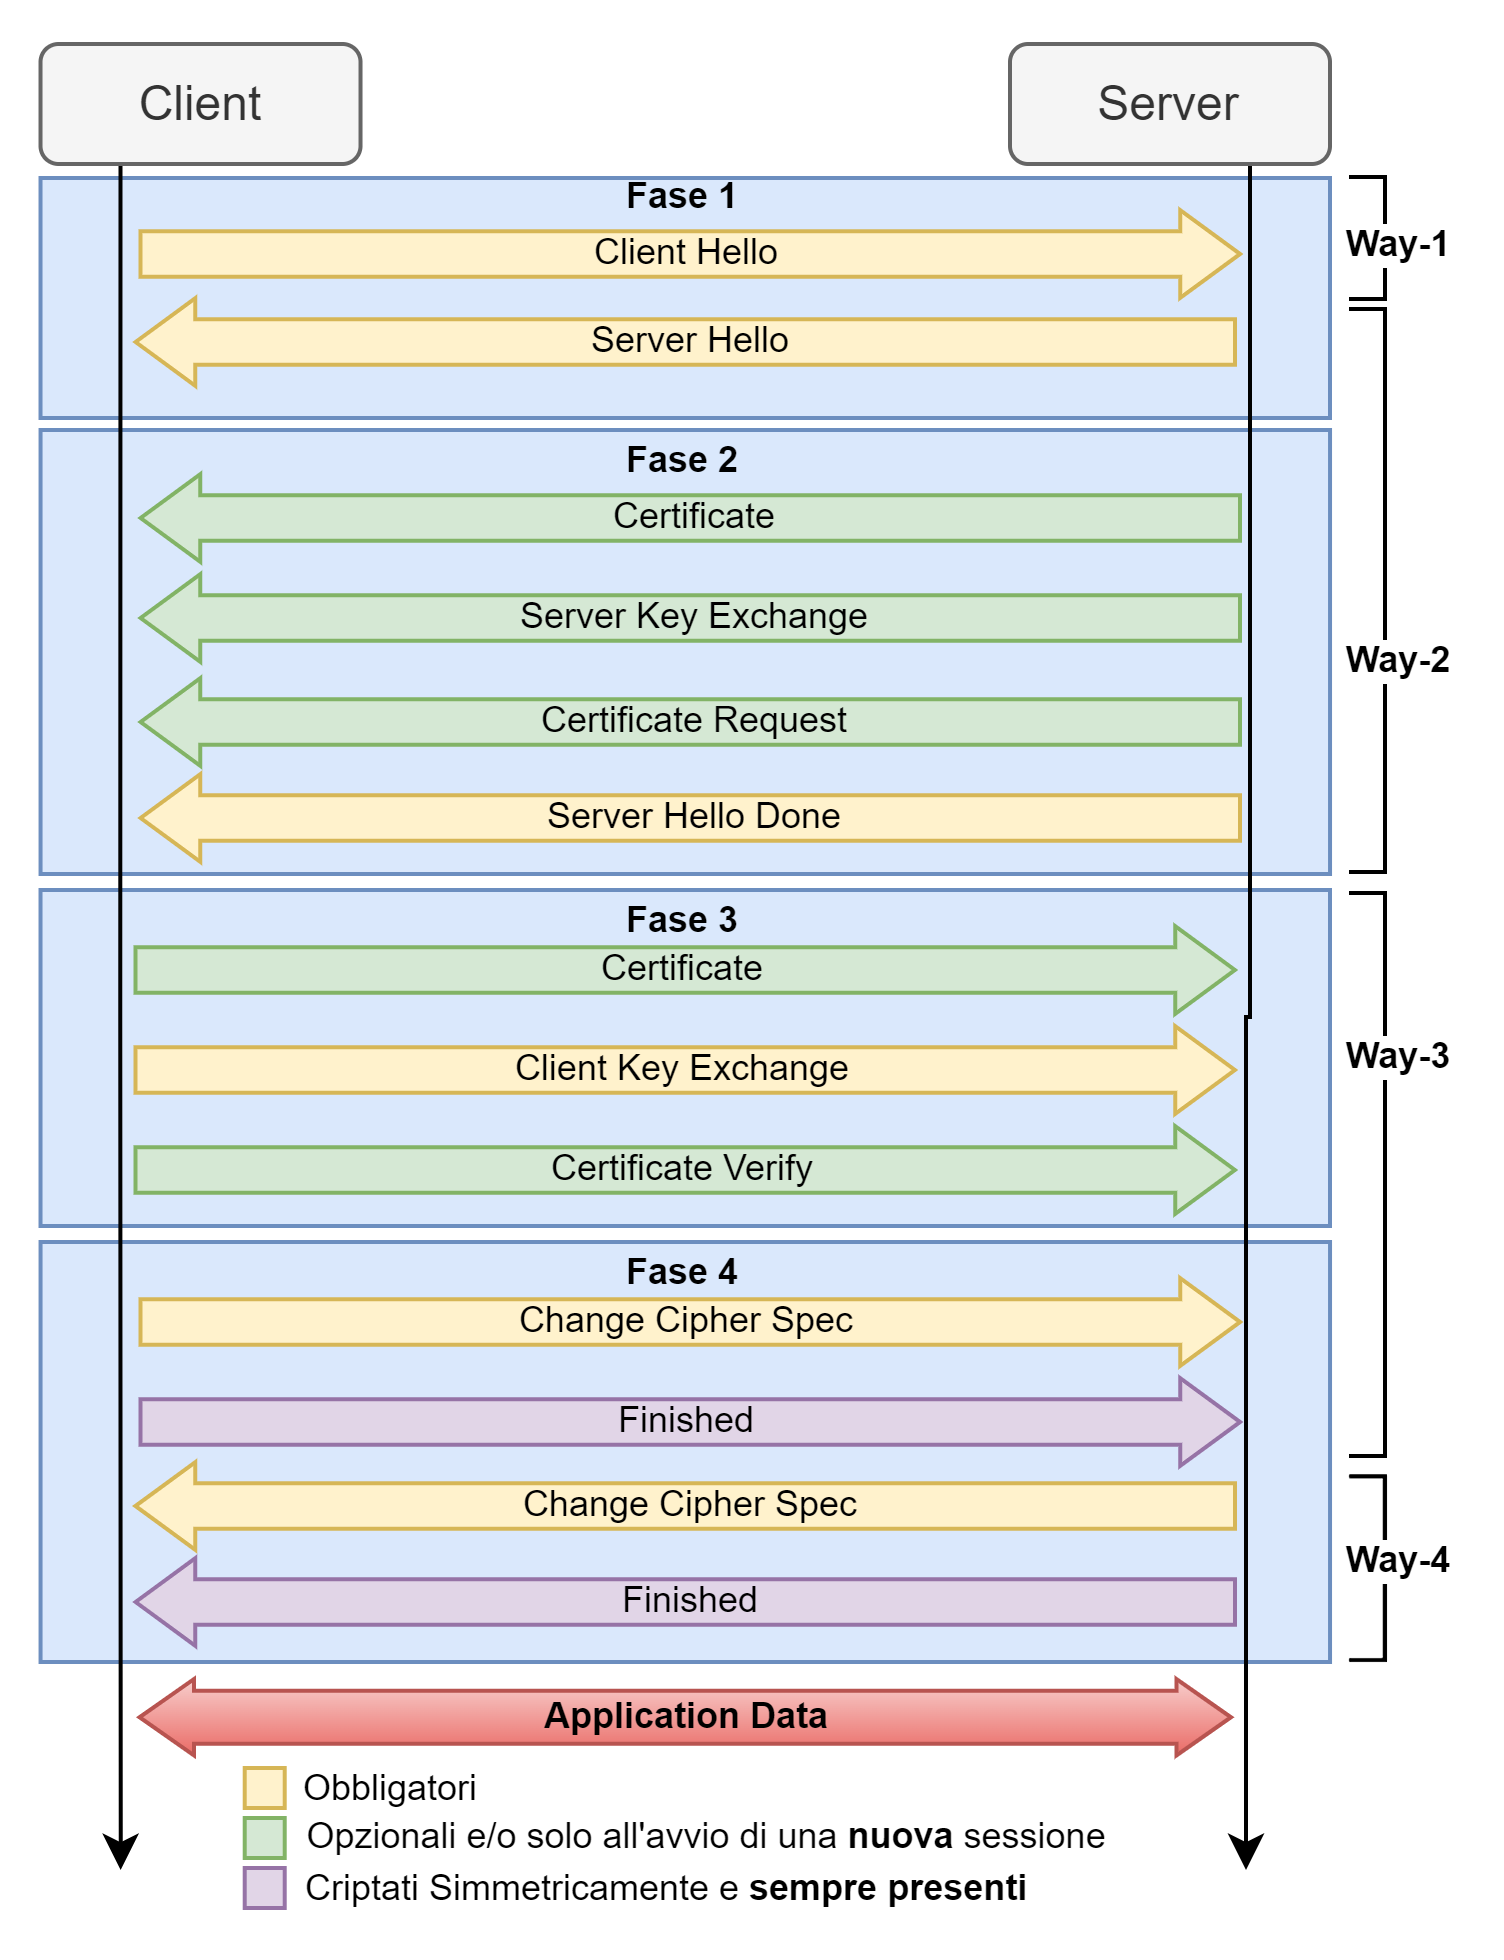 Client
Server
Fase 1
Client Hello
Way-1
Server Hello
Fase 2
Certificate
Server Key Exchange
Way-2
Certificate Request
Server Hello Done
Fase 3
Certificate
Client Key Exchange
Way-3
Certificate Verify
Fase 4
Change Cipher Spec
Finished
Change Cipher Spec
Way-4
Finished
Application Data
Obbligatori
Opzionali e/o solo all'avvio di una nuova sessione
Criptati Simmetricamente e sempre presenti